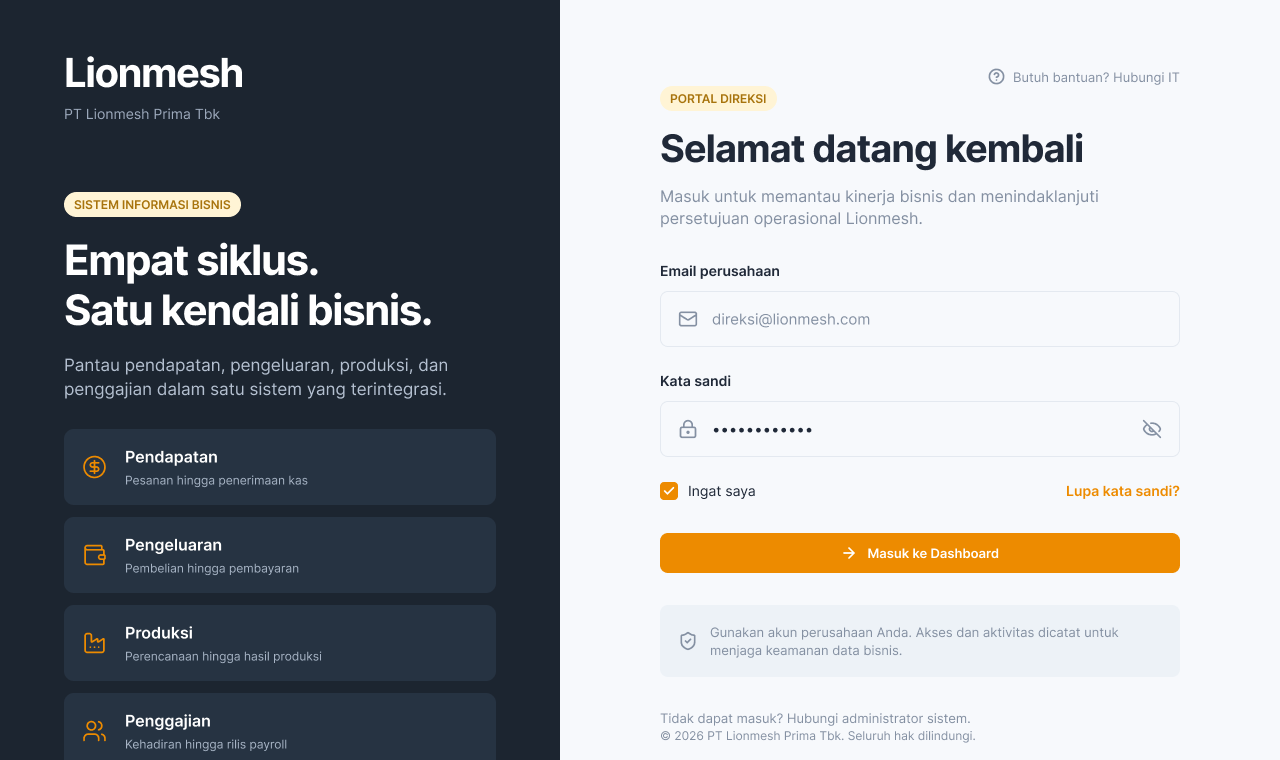 Lionmesh
PT Lionmesh Prima Tbk
SISTEM INFORMASI BISNIS
Empat siklus.
Satu kendali bisnis.
Pantau pendapatan, pengeluaran, produksi, dan
penggajian dalam satu sistem yang terintegrasi.
Pendapatan
Pesanan hingga penerimaan kas
Pengeluaran
Pembelian hingga pembayaran
Produksi
Perencanaan hingga hasil produksi
Penggajian
Kehadiran hingga rilis payroll
Butuh bantuan? Hubungi IT
PORTAL DIREKSI
Selamat datang kembali
Masuk untuk memantau kinerja bisnis dan menindaklanjuti
persetujuan operasional Lionmesh.
Email perusahaan
direksi@lionmesh.com
Kata sandi
••••••••••••
Ingat saya
Lupa kata sandi?
Masuk ke Dashboard
Gunakan akun perusahaan Anda. Akses dan aktivitas dicatat untuk
menjaga keamanan data bisnis.
Tidak dapat masuk? Hubungi administrator sistem.
© 2026 PT Lionmesh Prima Tbk. Seluruh hak dilindungi.